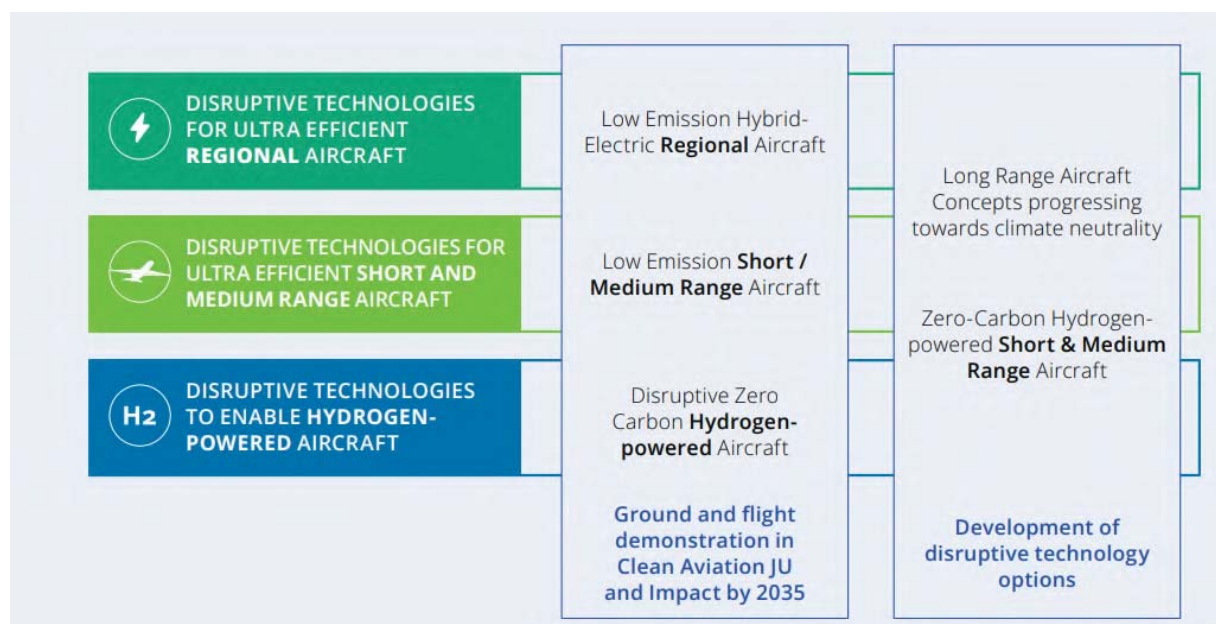 DISRUPTIVE TECHNOLOGIES
FOR ULTRA EFFICIENT
REGIONAL AIRCRAFT
Low Emission Hybrid-
Electric Regional Aircraft
DISRUPTIVE TECHNOLOGIES FOR
ULTRA EFFICIENT SHORT AND
MEDIUM RANGE AIRCRAFT
Low Emission Short /
Medium Range Aircraft
H2
DISRUPTIVE TECHNOLOGIES
TO ENABLE HYDROGEN-
POWERED AIRCRAFT
Disruptive Zero
Carbon Hydrogen-
powered Aircraft
Ground and flight
demonstration in
Clean Aviation JU
and Impact by 2035
Long Range Aircraft
Concepts progressing
towards climate neutrality
Zero-Carbon Hydrogen-
powered Short & Medium
Range Aircraft
Development of
disruptive technology
options